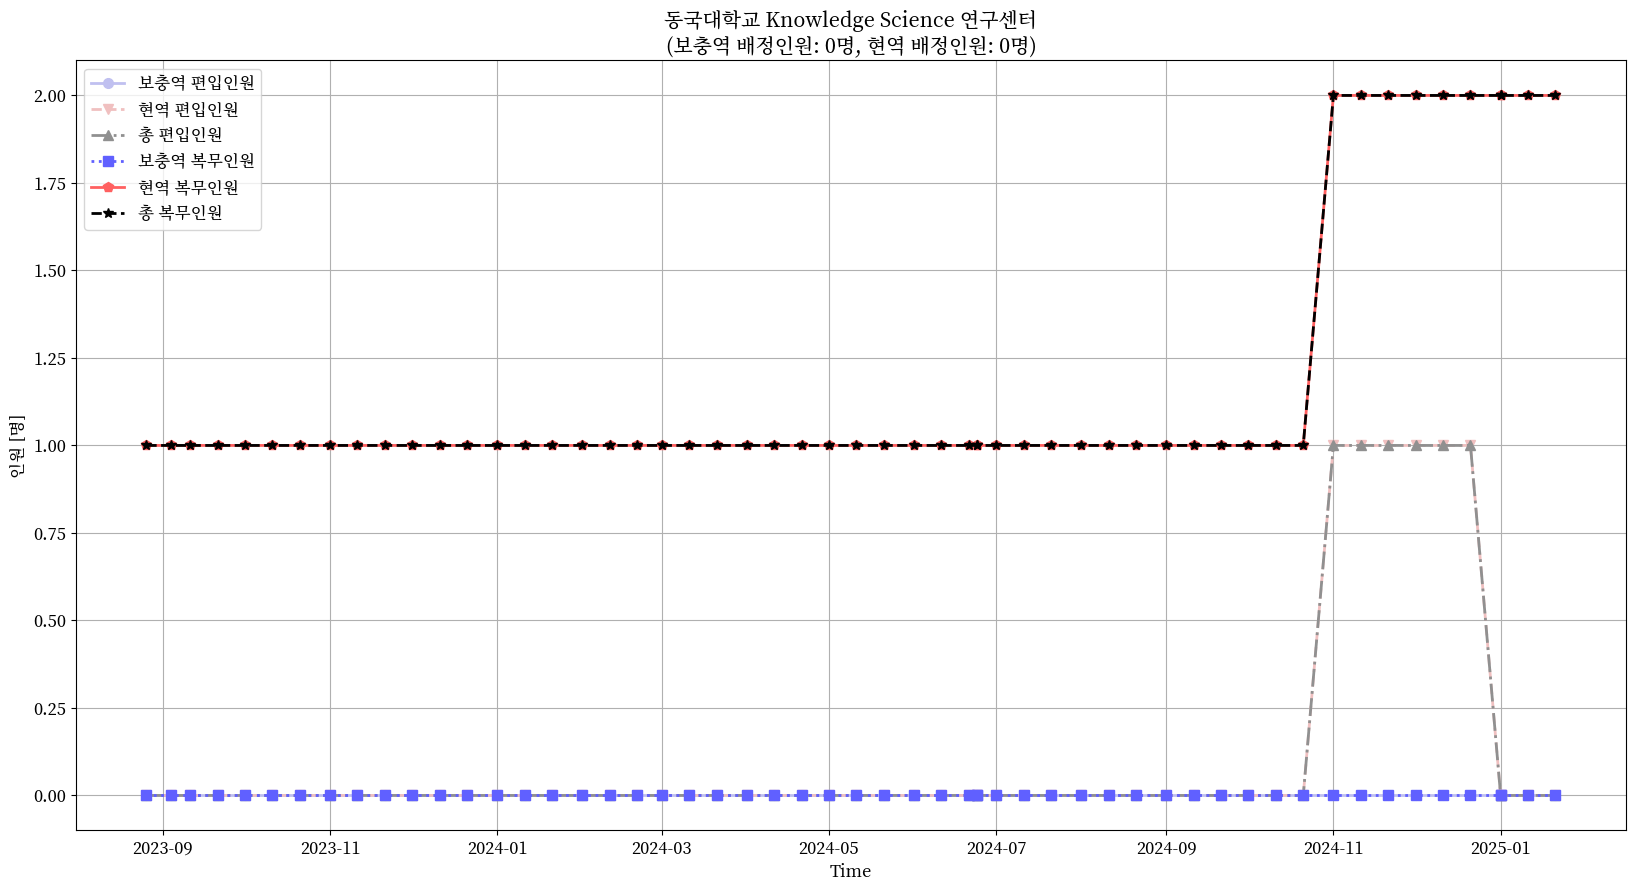 동국대학교 Knowledge Science 연구센터
(보충역 배정인원: 0명, 현역 배정인원: 0명)
보충역 편입인원
현역 편입인원
총 편입인원
보충역 복무인원
현역 복무인원
총 복무인원
인원 [명]
2.00
1.75
1.50
1.25
1.00
0.75
0.50
0.25
0.00
2023-09 2023-11 2024-01 2024-03 2024-05 2024-07 2024-09 2024-11 2025-01
Time